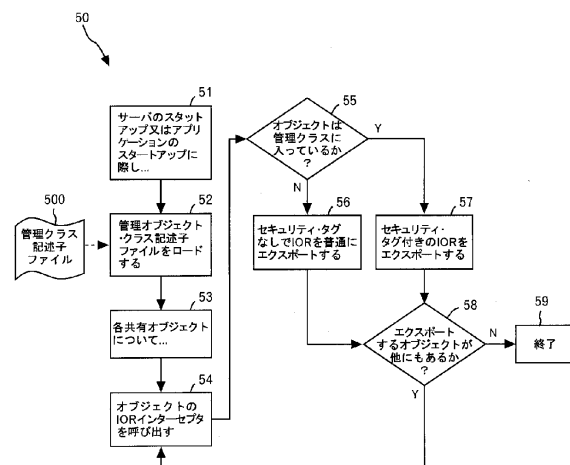 50
51
サーバのスタット
アップ又はアプリ
ケーションの
スタートアップに
際し...
500
管理クラス
記述子
ファイル
52
管理オブジェクト
・クラス記述子
ファイルをロード
する
53
各共有オブジェクト
について...
54
オブジェクトの
IORインターセプタ
を呼び出す
55
オブジェクトは
管理クラスに
入っているか
?
Y
N
56
セキュリティ・タグ
なしでIORを普通に
エクスポートする
57
セキュリティ・
タグ付きのIORを
エクスポートする
58
エクスポート
するオブジェクトが
他にもあるか
?
N
Y
59
終了